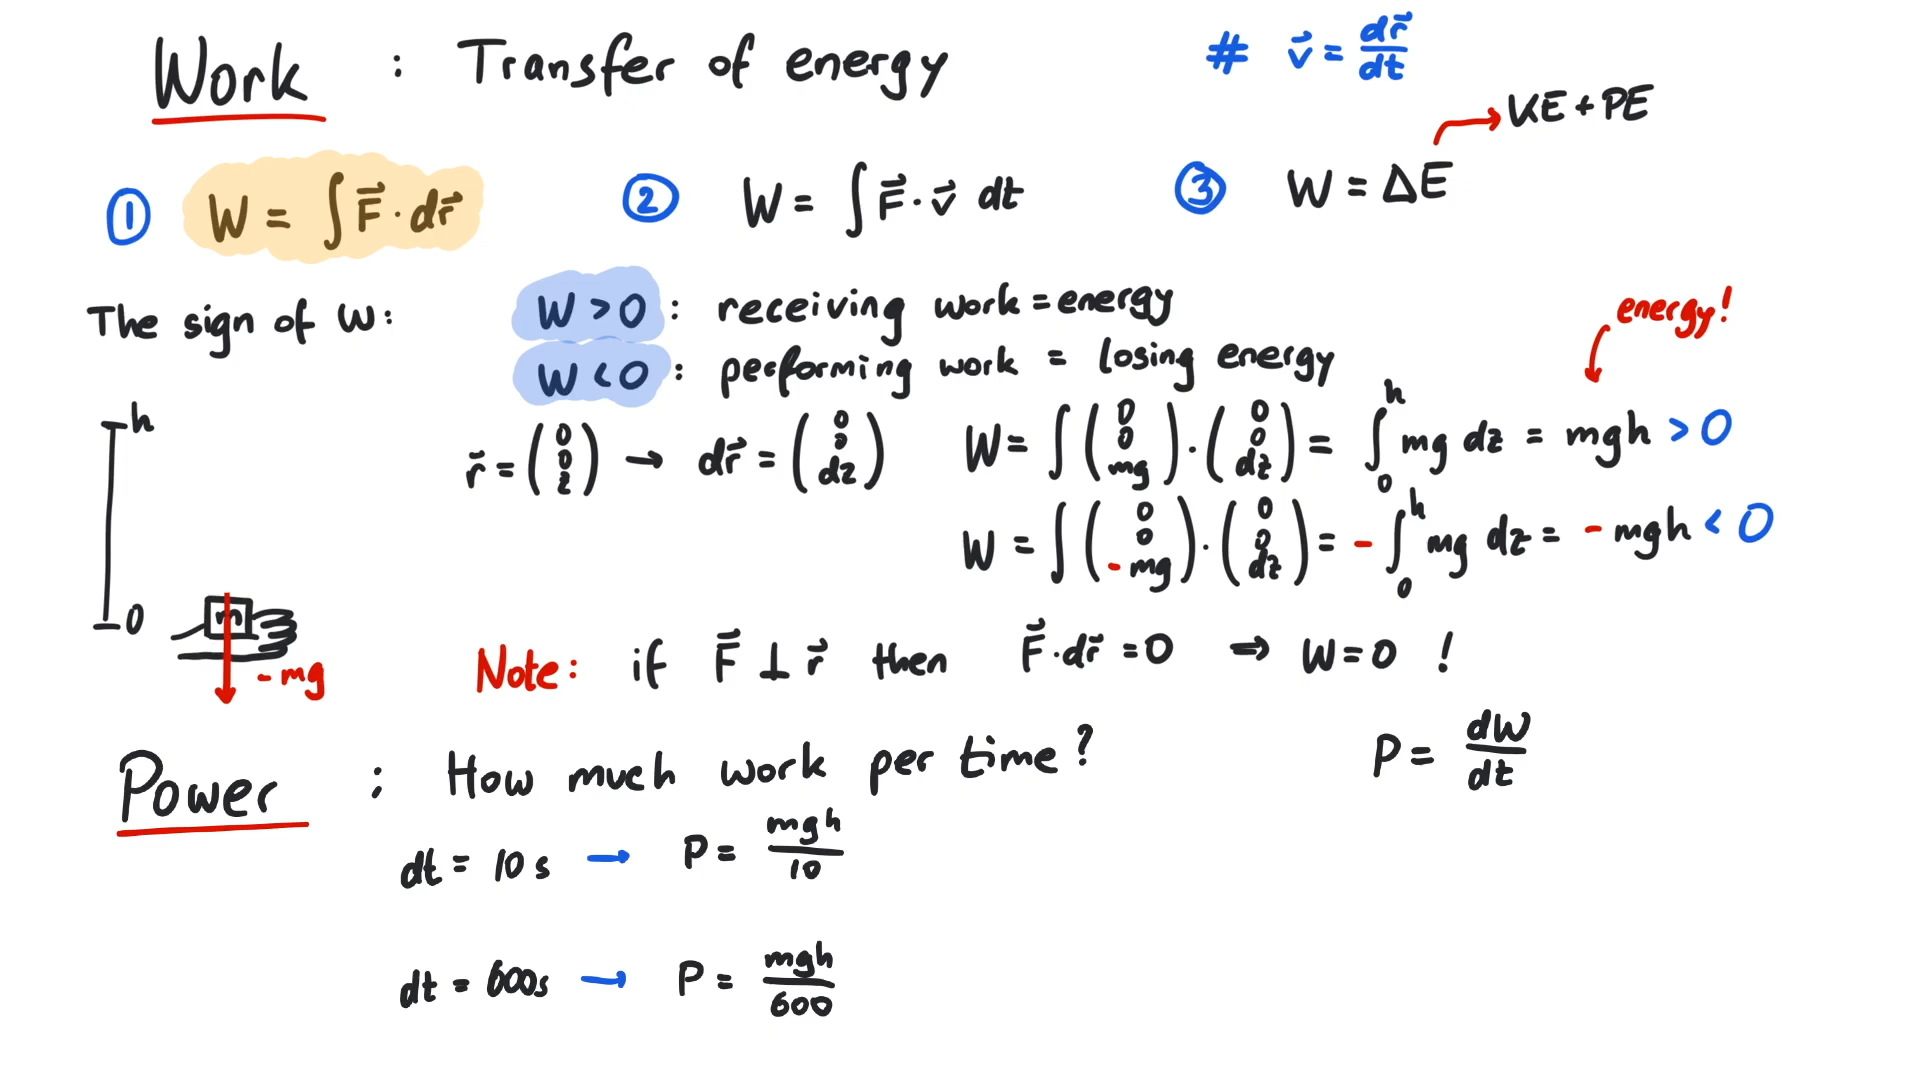 Work : Transfer of energy
# v⃗ = dr⃗/dt
KE + PE
① W = ∫ F⃗ · dr⃗
② W = ∫ F⃗ · v⃗ dt
③ W = ΔE
The sign of W:
W > 0 : receiving work = energy
W < 0 : performing work = losing energy
energy!
h
0
m
- mg
r⃗ = (0 0 z) → dr⃗ = (0 0 dz)
W = ∫ (0 0 mg) · (0 0 dz) = ∫₀ʰ mg dz = mgh > 0
W = ∫ (0 0 - mg) · (0 0 dz) = - ∫₀ʰ mg dz = - mgh < 0
Note: if F⃗ ⊥ r⃗ then F⃗ · dr⃗ = 0 ⇒ W = 0 !
Power : How much work per time?
P = dW/dt
dt = 10 s → P = mgh/10
dt = 600s → P = mgh/600